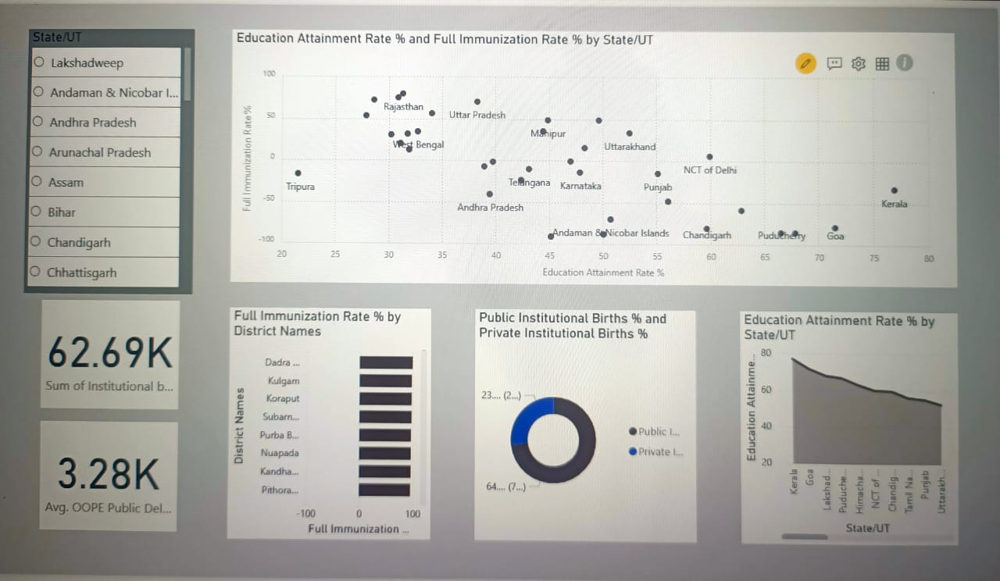 State/UT
Lakshadweep
Andaman & Nicobar I...
Andhra Pradesh
Arunachal Pradesh
Assam
Bihar
Chandigarh
Chhattisgarh
62.69K
Sum of Institutional b...
3.28K
Avg. OOPE Public Del...
Education Attainment Rate % and Full Immunization Rate % by State/UT
Full Immunization Rate %
100
50
0
-50
-100
Rajasthan
Uttar Pradesh
West Bengal
Manipur
Uttarakhand
NCT of Delhi
Tripura
Telangana
Karnataka
Punjab
Andhra Pradesh
Kerala
Andaman & Nicobar Islands
Chandigarh
Puducherry
Goa
20 25 30 35 40 45 50 55 60 65 70 75 80
Education Attainment Rate %
Full Immunization Rate % by
District Names
District Names
Dadra ...
Kulgam
Koraput
Subarn...
Purba B...
Nuapada
Kandha...
Pithora...
-100 0 100
Full Immunization ...
Public Institutional Births % and
Private Institutional Births %
23.... (2...)
64.... (7...)
Public I...
Private I...
Education Attainment Rate % by
State/UT
Education Attainme...
80
60
40
20
Kerala
Goa
Lakshad...
Puduche...
Himacha...
NCT of ...
Chandig...
Tamil Na...
Punjab
Uttarakh...
State/UT